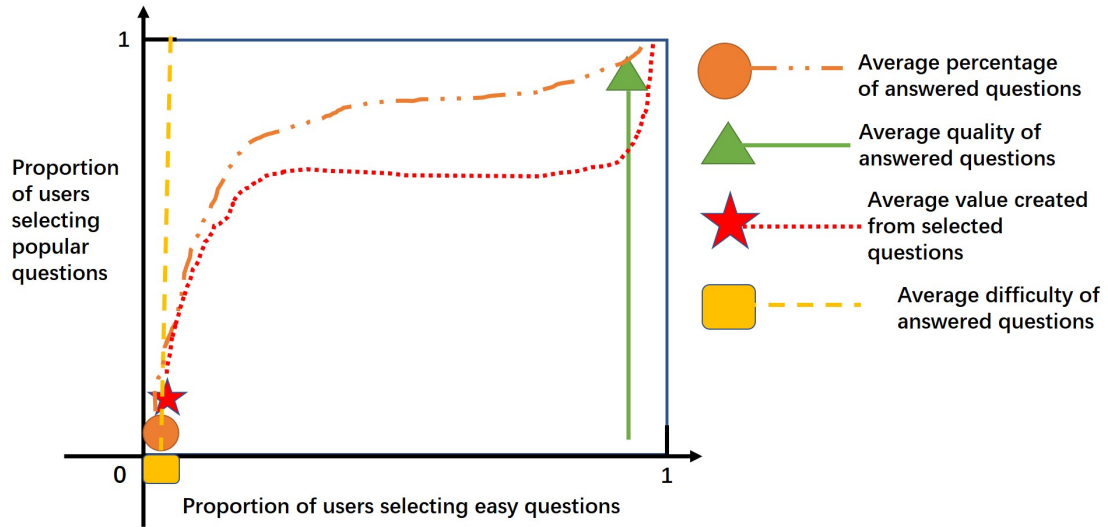 1
Proportion
of users
selecting
popular
questions
0
1
Proportion of users selecting easy questions
Average percentage
of answered questions
Average quality of
answered questions
Average value created
from selected
questions
Average difficulty of
answered questions